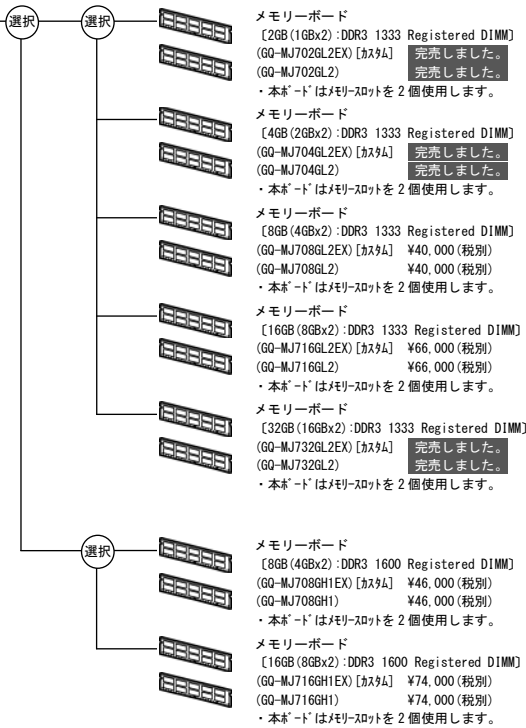 選択
選択
メモリーボード
〔2GB(1GBx2):DDR3 1333 Registered DIMM〕
(GQ-MJ702GL2EX)[ｶｽﾀﾑ] 完売しました。
(GQ-MJ702GL2) 完売しました。
・本ﾎﾞｰﾄﾞはﾒﾓﾘｰｽﾛｯﾄを２個使用します。
メモリーボード
〔4GB(2GBx2):DDR3 1333 Registered DIMM〕
(GQ-MJ704GL2EX)[ｶｽﾀﾑ] 完売しました。
(GQ-MJ704GL2) 完売しました。
・本ﾎﾞｰﾄﾞはﾒﾓﾘｰｽﾛｯﾄを２個使用します。
メモリーボード
〔8GB(4GBx2):DDR3 1333 Registered DIMM〕
(GQ-MJ708GL2EX)[ｶｽﾀﾑ] ¥40,000(税別)
(GQ-MJ708GL2) ¥40,000(税別)
・本ﾎﾞｰﾄﾞはﾒﾓﾘｰｽﾛｯﾄを２個使用します。
メモリーボード
〔16GB(8GBx2):DDR3 1333 Registered DIMM〕
(GQ-MJ716GL2EX)[ｶｽﾀﾑ] ¥66,000(税別)
(GQ-MJ716GL2) ¥66,000(税別)
・本ﾎﾞｰﾄﾞはﾒﾓﾘｰｽﾛｯﾄを２個使用します。
メモリーボード
〔32GB(16GBx2):DDR3 1333 Registered DIMM〕
(GQ-MJ732GL2EX)[ｶｽﾀﾑ] 完売しました。
(GQ-MJ732GL2) 完売しました。
・本ﾎﾞｰﾄﾞはﾒﾓﾘｰｽﾛｯﾄを２個使用します。
選択
メモリーボード
〔8GB(4GBx2):DDR3 1600 Registered DIMM〕
(GQ-MJ708GH1EX)[ｶｽﾀﾑ] ¥46,000(税別)
(GQ-MJ708GH1) ¥46,000(税別)
・本ﾎﾞｰﾄﾞはﾒﾓﾘｰｽﾛｯﾄを２個使用します。
メモリーボード
〔16GB(8GBx2):DDR3 1600 Registered DIMM〕
(GQ-MJ716GH1EX)[ｶｽﾀﾑ] ¥74,000(税別)
(GQ-MJ716GH1) ¥74,000(税別)
・本ﾎﾞｰﾄﾞはﾒﾓﾘｰｽﾛｯﾄを２個使用します。